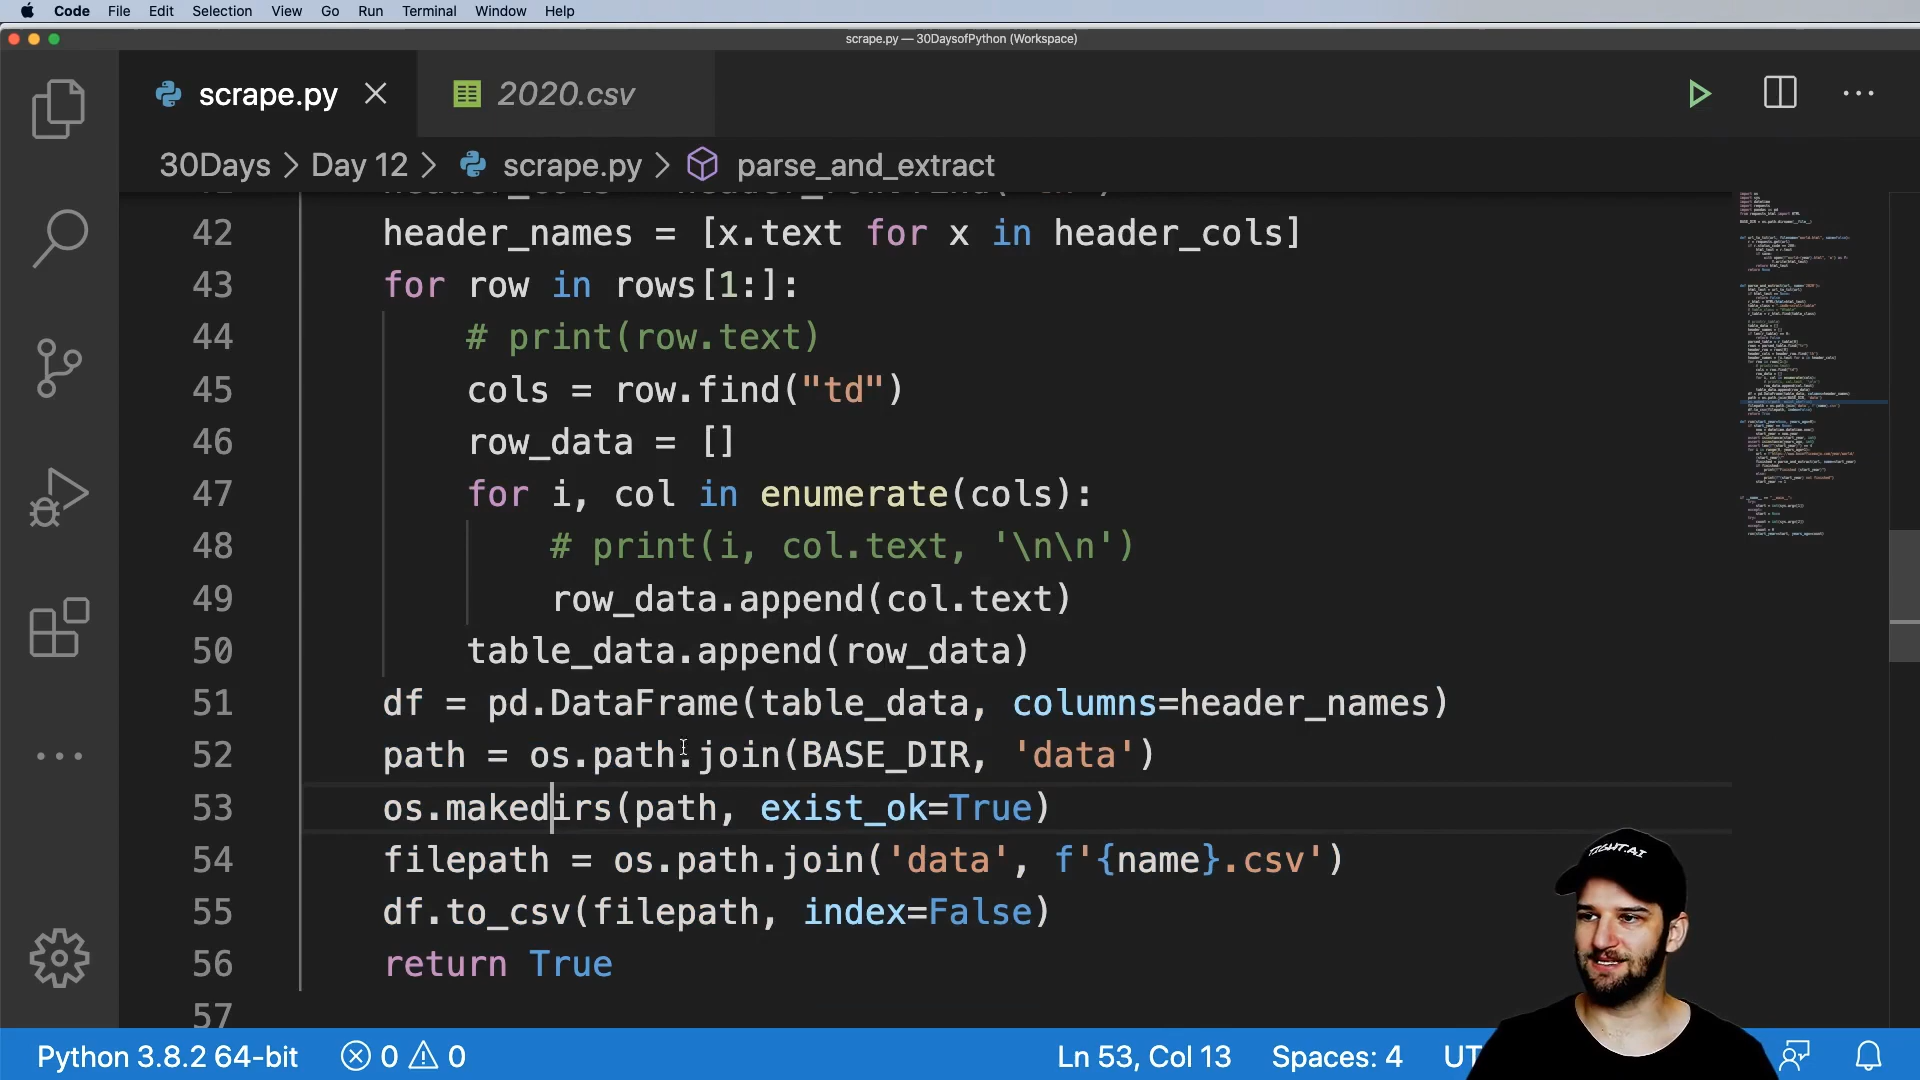 Code File Edit Selection View Go Run Terminal Window Help
scrape.py — 30DaysofPython (Workspace)
scrape.py 2020.csv
30Days > Day 12 > scrape.py > parse_and_extract
42 header_names = [x.text for x in header_cols]
43 for row in rows[1:]:
44 # print(row.text)
45 cols = row.find("td")
46 row_data = []
47 for i, col in enumerate(cols):
48 # print(i, col.text, '\n\n')
49 row_data.append(col.text)
50 table_data.append(row_data)
51 df = pd.DataFrame(table_data, columns=header_names)
52 path = os.path.join(BASE_DIR, 'data')
53 os.makedirs(path, exist_ok=True)
54 filepath = os.path.join('data', f'{name}.csv')
55 df.to_csv(filepath, index=False)
56 return True
57
Python 3.8.2 64-bit 0 0 Ln 53, Col 13 Spaces: 4